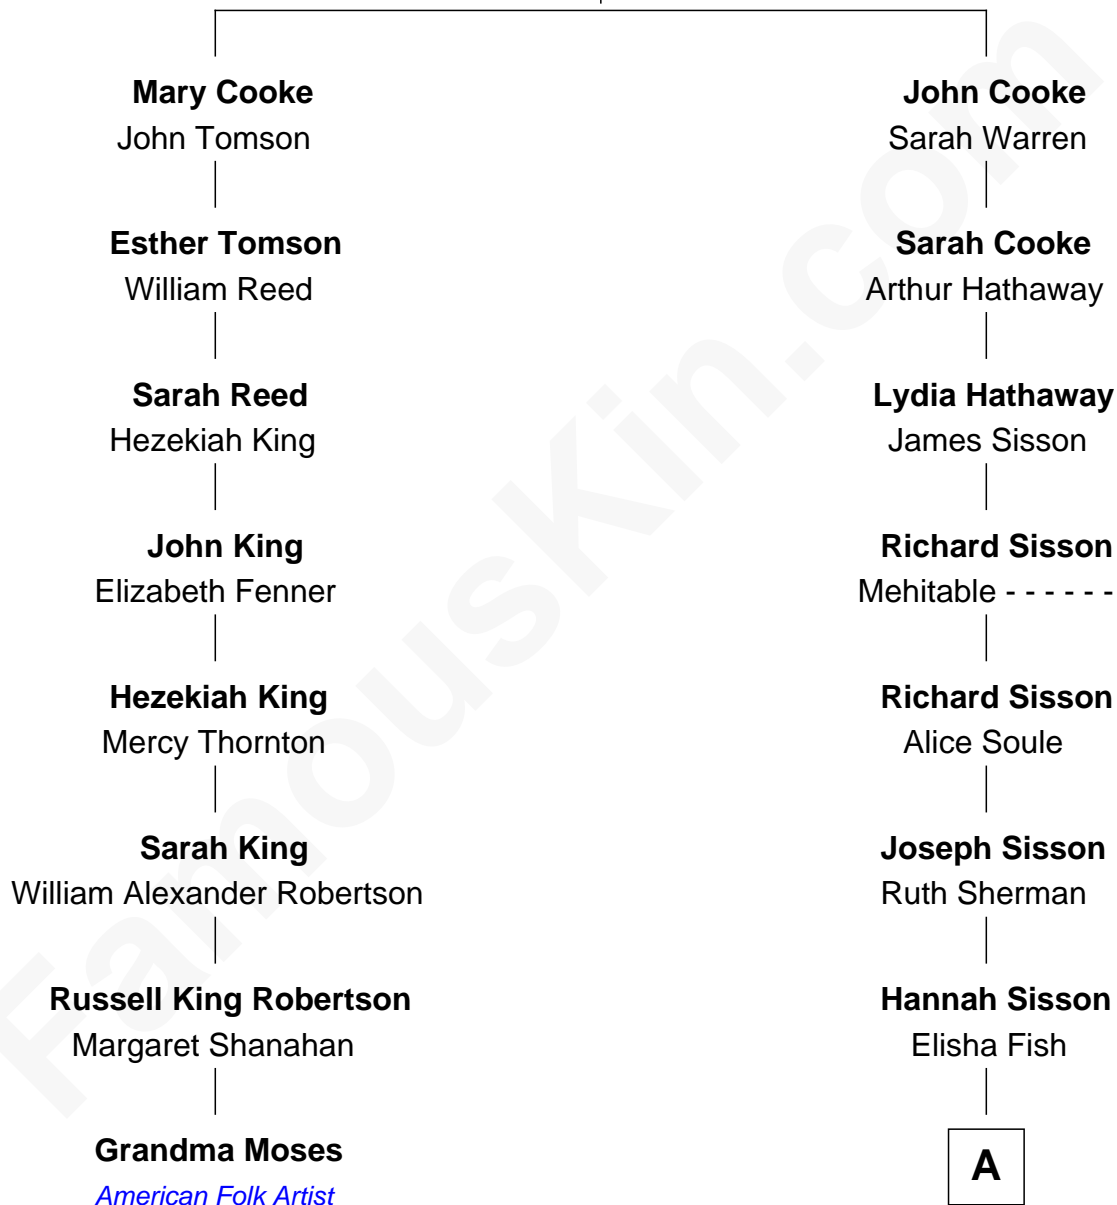 Mary Cooke
John Tomson
Esther Tomson
William Reed
Sarah Reed
Hezekiah King
John King
Elizabeth Fenner
Hezekiah King
Mercy Thornton
Sarah King
William Alexander Robertson
Russell King Robertson
Margaret Shanahan
Grandma Moses
American Folk Artist
John Cooke
Sarah Warren
Sarah Cooke
Arthur Hathaway
Lydia Hathaway
James Sisson
Richard Sisson
Mehitable - - - - - -
Richard Sisson
Alice Soule
Joseph Sisson
Ruth Sherman
Hannah Sisson
Elisha Fish
A
FamousKin.com